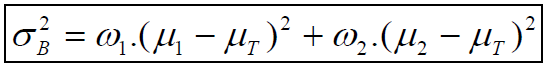 σ_B^2 = ω_1.(μ_1 − μ_T)^2 + ω_2.(μ_2 − μ_T)^2